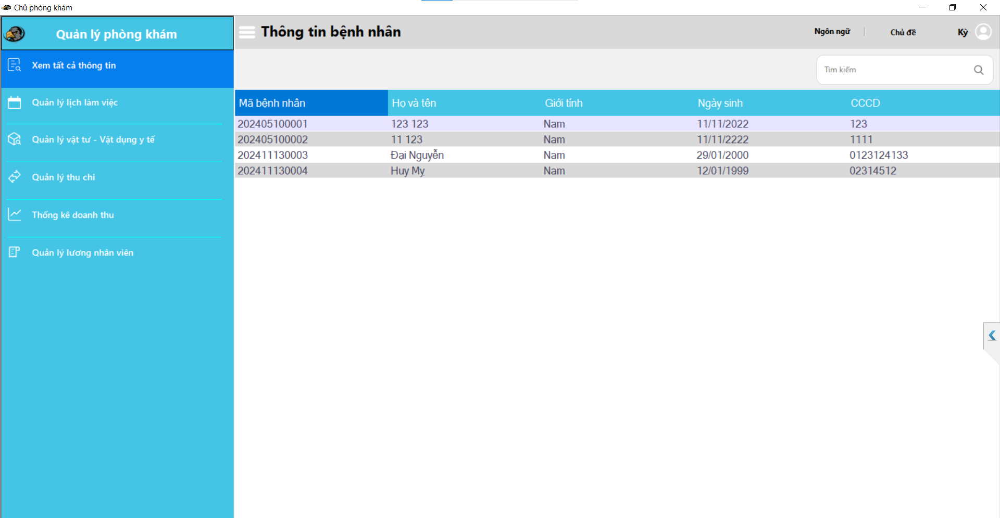 Chủ phòng khám
Quản lý phòng khám
Thông tin bệnh nhân
Ngôn ngữ
Chủ đề
Kỳ
Xem tất cả thông tin
Tìm kiếm
Quản lý lịch làm việc
Quản lý vật tư - Vật dụng y tế
Quản lý thu chi
Thống kê doanh thu
Quản lý lương nhân viên
Mã bệnh nhân Họ và tên Giới tính Ngày sinh CCCD
202405100001 123 123 Nam 11/11/2022 123
202405100002 11 123 Nam 11/11/2222 1111
202411130003 Đại Nguyễn Nam 29/01/2000 0123124133
202411130004 Huy My Nam 12/01/1999 02314512